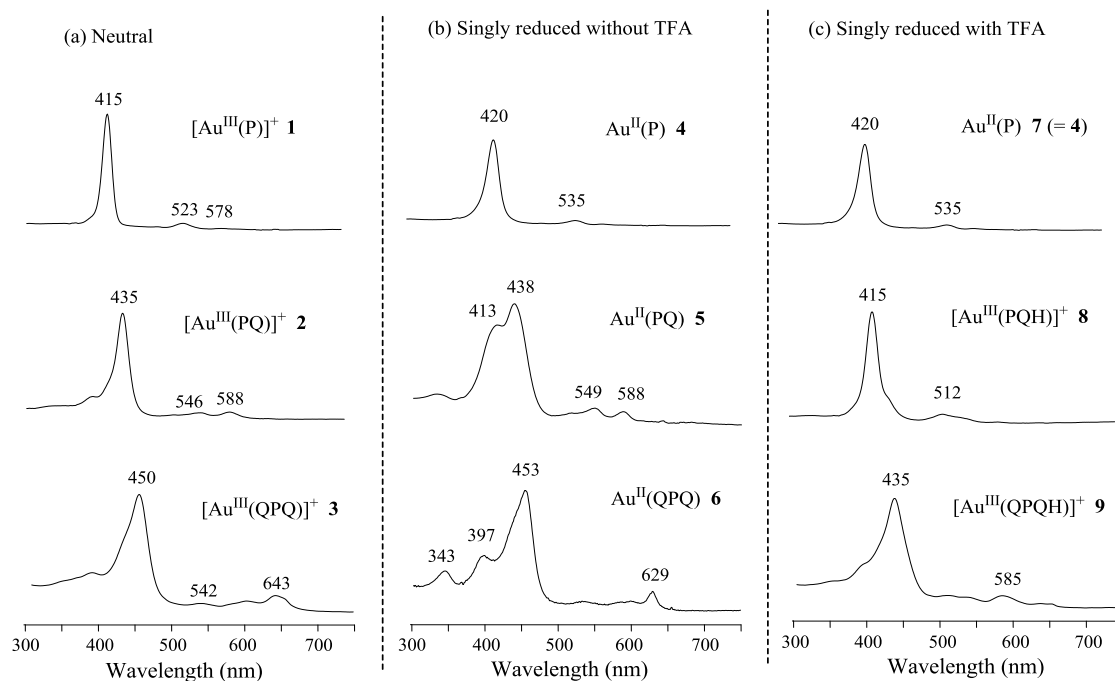 (a) Neutral
415
[Au^III(P)]^+ 1
523 578
435
[Au^III(PQ)]^+ 2
546 588
450
[Au^III(QPQ)]^+ 3
542 643
300 400 500 600 700
Wavelength (nm)
(b) Singly reduced without TFA
420
Au^II(P) 4
535
413 438
Au^II(PQ) 5
549 588
453
Au^II(QPQ) 6
343 397
629
300 400 500 600 700
Wavelength (nm)
(c) Singly reduced with TFA
420
Au^II(P) 7 (= 4)
535
415
[Au^III(PQH)]^+ 8
512
435
[Au^III(QPQH)]^+ 9
585
300 400 500 600 700
Wavelength (nm)